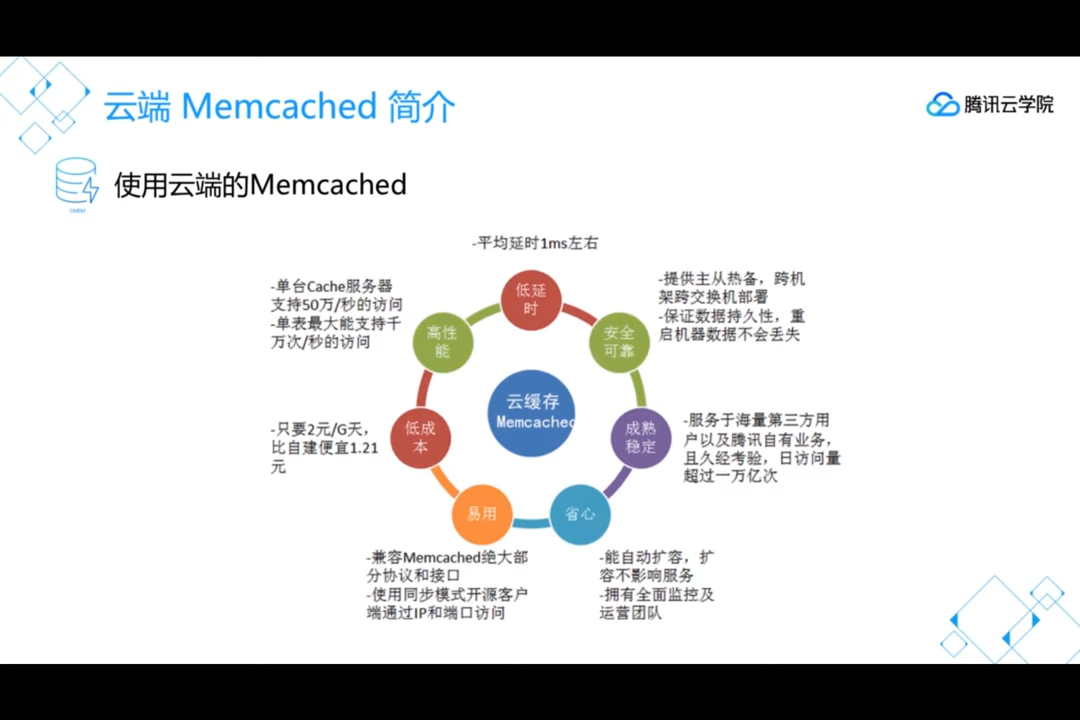 云端 Memcached 简介
腾讯云学院
CMEM
使用云端的Memcached
-平均延时1ms左右
低延
时
-单台Cache服务器
支持50万/秒的访问
-单表最大能支持千
万次/秒的访问
高性
能
-提供主从热备，跨机
架跨交换机部署
-保证数据持久性，重
启机器数据不会丢失
安全
可靠
云缓存
Memcached
-只要2元/G天，
比自建便宜1.21
元
低成
本
成熟
稳定
-服务于海量第三方用
户以及腾讯自有业务，
且久经考验，日访问量
超过一万亿次
易用
省心
-兼容Memcached绝大部
分协议和接口
-使用同步模式开源客户
端通过IP和端口访问
-能自动扩容，扩
容不影响服务
-拥有全面监控及
运营团队